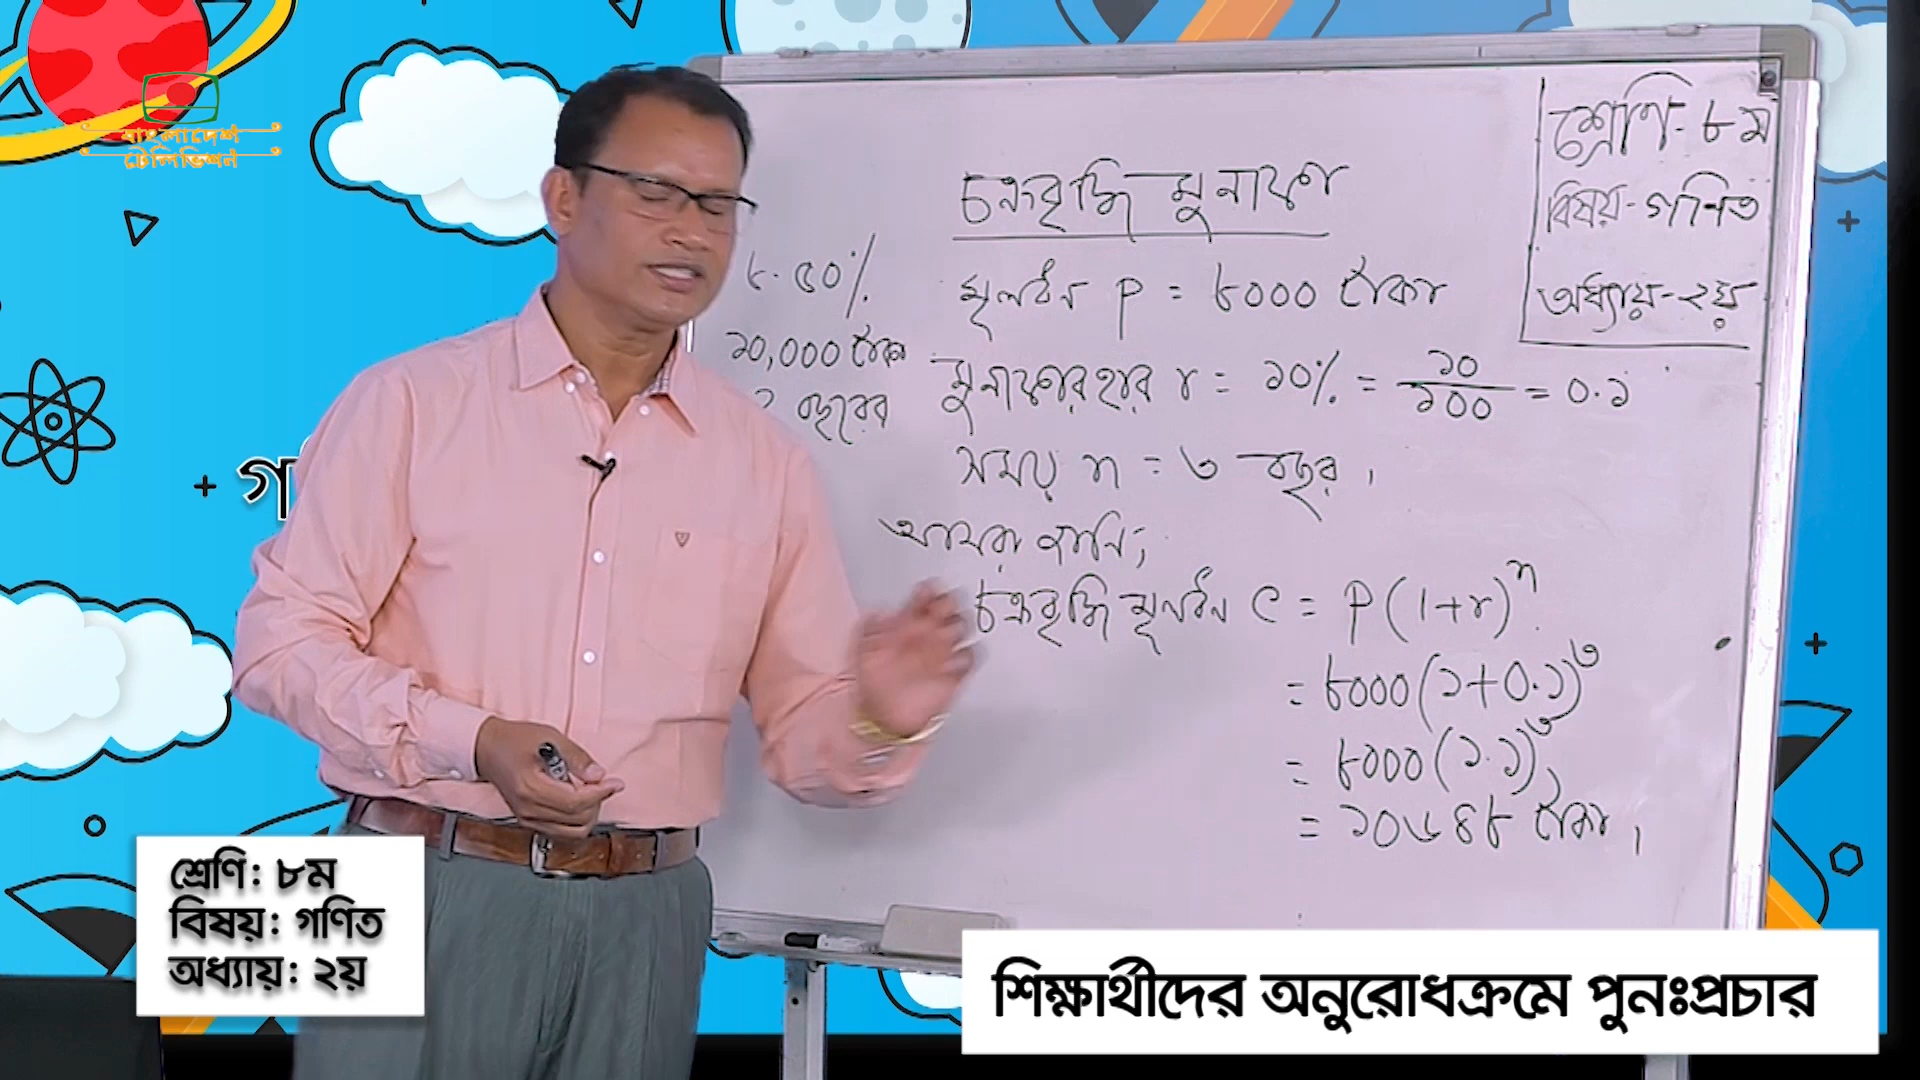 বাংলাদেশ
টেলিভিশন
শ্রেণি- ৮ম
বিষয়- গণিত
অধ্যায়- ২য়
চক্রবৃদ্ধি মুনাফা
মূলধন P = ৮০০০ টাকা
মুনাফার হার r = ১০% = ১০/১০০ = ০.১
সময় n = ৩ বছর।
আমরা জানি,
চক্রবৃদ্ধি মূলধন C = P(1+r)ⁿ
= ৮০০০(১+০.১)³
= ৮০০০(১.১)³
= ১০৬৪৮ টাকা।
৮.৫০%
১০,০০০ টাকা
বছরের
গ
শ্রেণি: ৮ম
বিষয়: গণিত
অধ্যায়: ২য়
শিক্ষার্থীদের অনুরোধক্রমে পুনঃপ্রচার